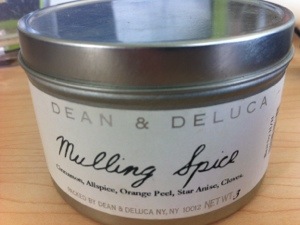 DEAN & DELUCA
Mulling Spice
Cinnamon, Allspice, Orange Peel, Star Anise, Cloves.
PACKED BY DEAN & DELUCA NY, NY 10012 NET WT. 3